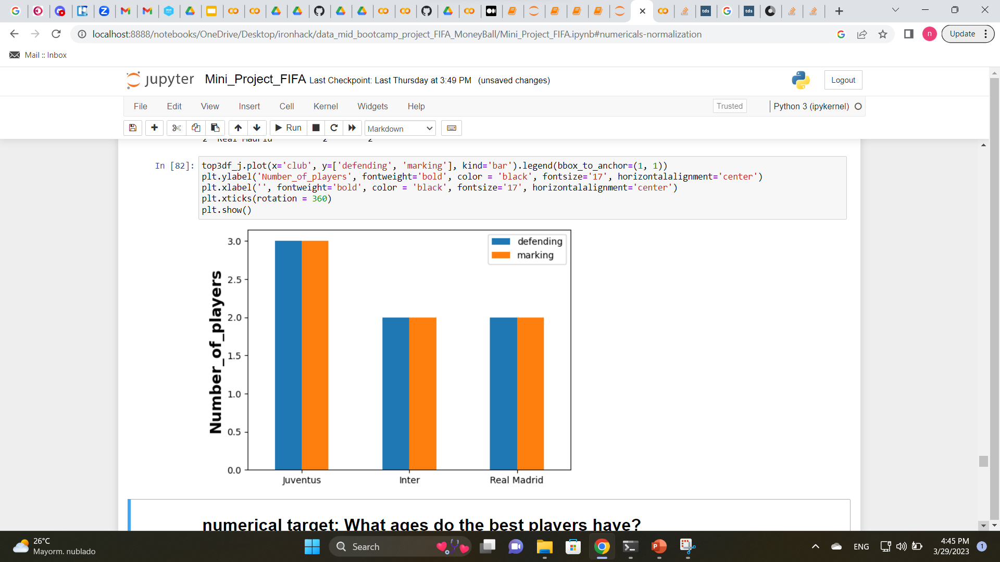 localhost:8888/notebooks/OneDrive/Desktop/ironhack/data_mid_bootcamp_project_FIFA_MoneyBall/Mini_Project_FIFA.ipynb#numericals-normalization
n
Update
Mail :: Inbox
jupyter Mini_Project_FIFA Last Checkpoint: Last Thursday at 3:49 PM (unsaved changes)
Logout
File Edit View Insert Cell Kernel Widgets Help
Trusted
Python 3 (ipykernel)
Run
Markdown
2 Real Madrid 2 2
In [82]:
top3df_j.plot(x='club', y=['defending', 'marking'], kind='bar').legend(bbox_to_anchor=(1, 1))
plt.ylabel('Number_of_players', fontweight='bold', color = 'black', fontsize='17', horizontalalignment='center')
plt.xlabel('', fontweight='bold', color = 'black', fontsize='17', horizontalalignment='center')
plt.xticks(rotation = 360)
plt.show()
Number_of_players
3.0
2.5
2.0
1.5
1.0
0.5
0.0
defending
marking
Juventus Inter Real Madrid
numerical target: What ages do the best players have?
26°C
Mayorm. nublado
Search
ENG
4:45 PM
3/29/2023
1